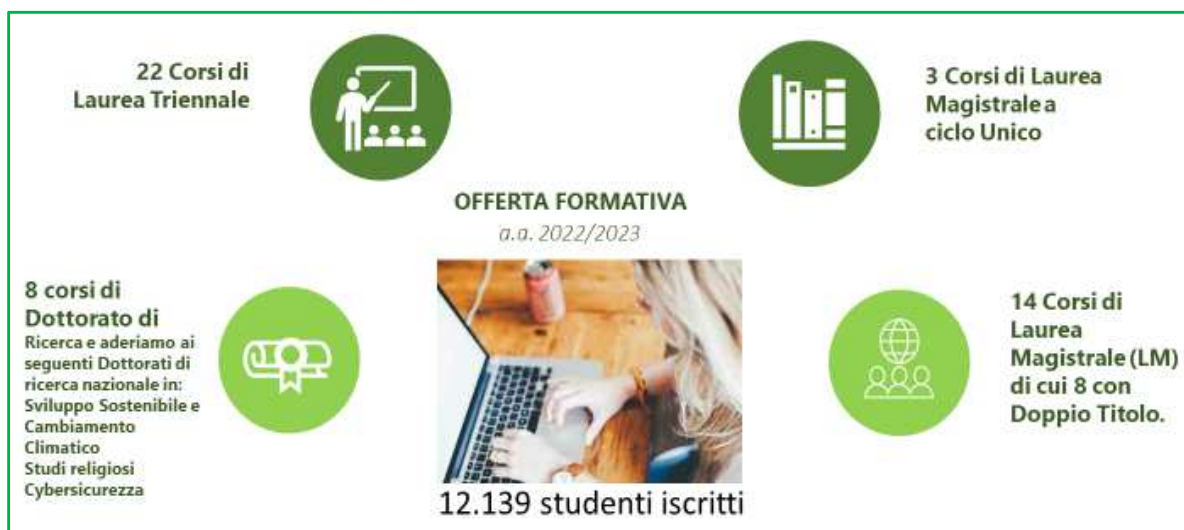 22 Corsi di
Laurea Triennale
3 Corsi di Laurea
Magistrale a
ciclo Unico
OFFERTA FORMATIVA
a.a. 2022/2023
8 corsi di
Dottorato di
Ricerca e aderiamo ai
seguenti Dottorati di
ricerca nazionale in:
Sviluppo Sostenibile e
Cambiamento
Climatico
Studi religiosi
Cybersicurezza
14 Corsi di
Laurea
Magistrale (LM)
di cui 8 con
Doppio Titolo.
12.139 studenti iscritti